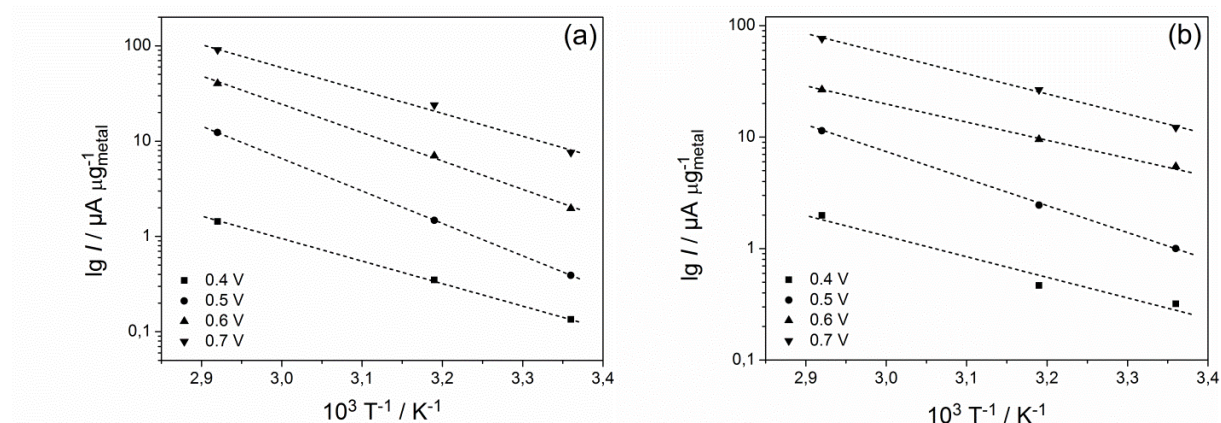 (a)
100
10
1
0,1
lg I / μA μg⁻¹metal
■ 0.4 V
● 0.5 V
▲ 0.6 V
▼ 0.7 V
2,9 3,0 3,1 3,2 3,3 3,4
10³ T⁻¹ / K⁻¹
(b)
100
10
1
0,1
lg I / μA μg⁻¹metal
■ 0.4 V
● 0.5 V
▲ 0.6 V
▼ 0.7 V
2,9 3,0 3,1 3,2 3,3 3,4
10³ T⁻¹ / K⁻¹